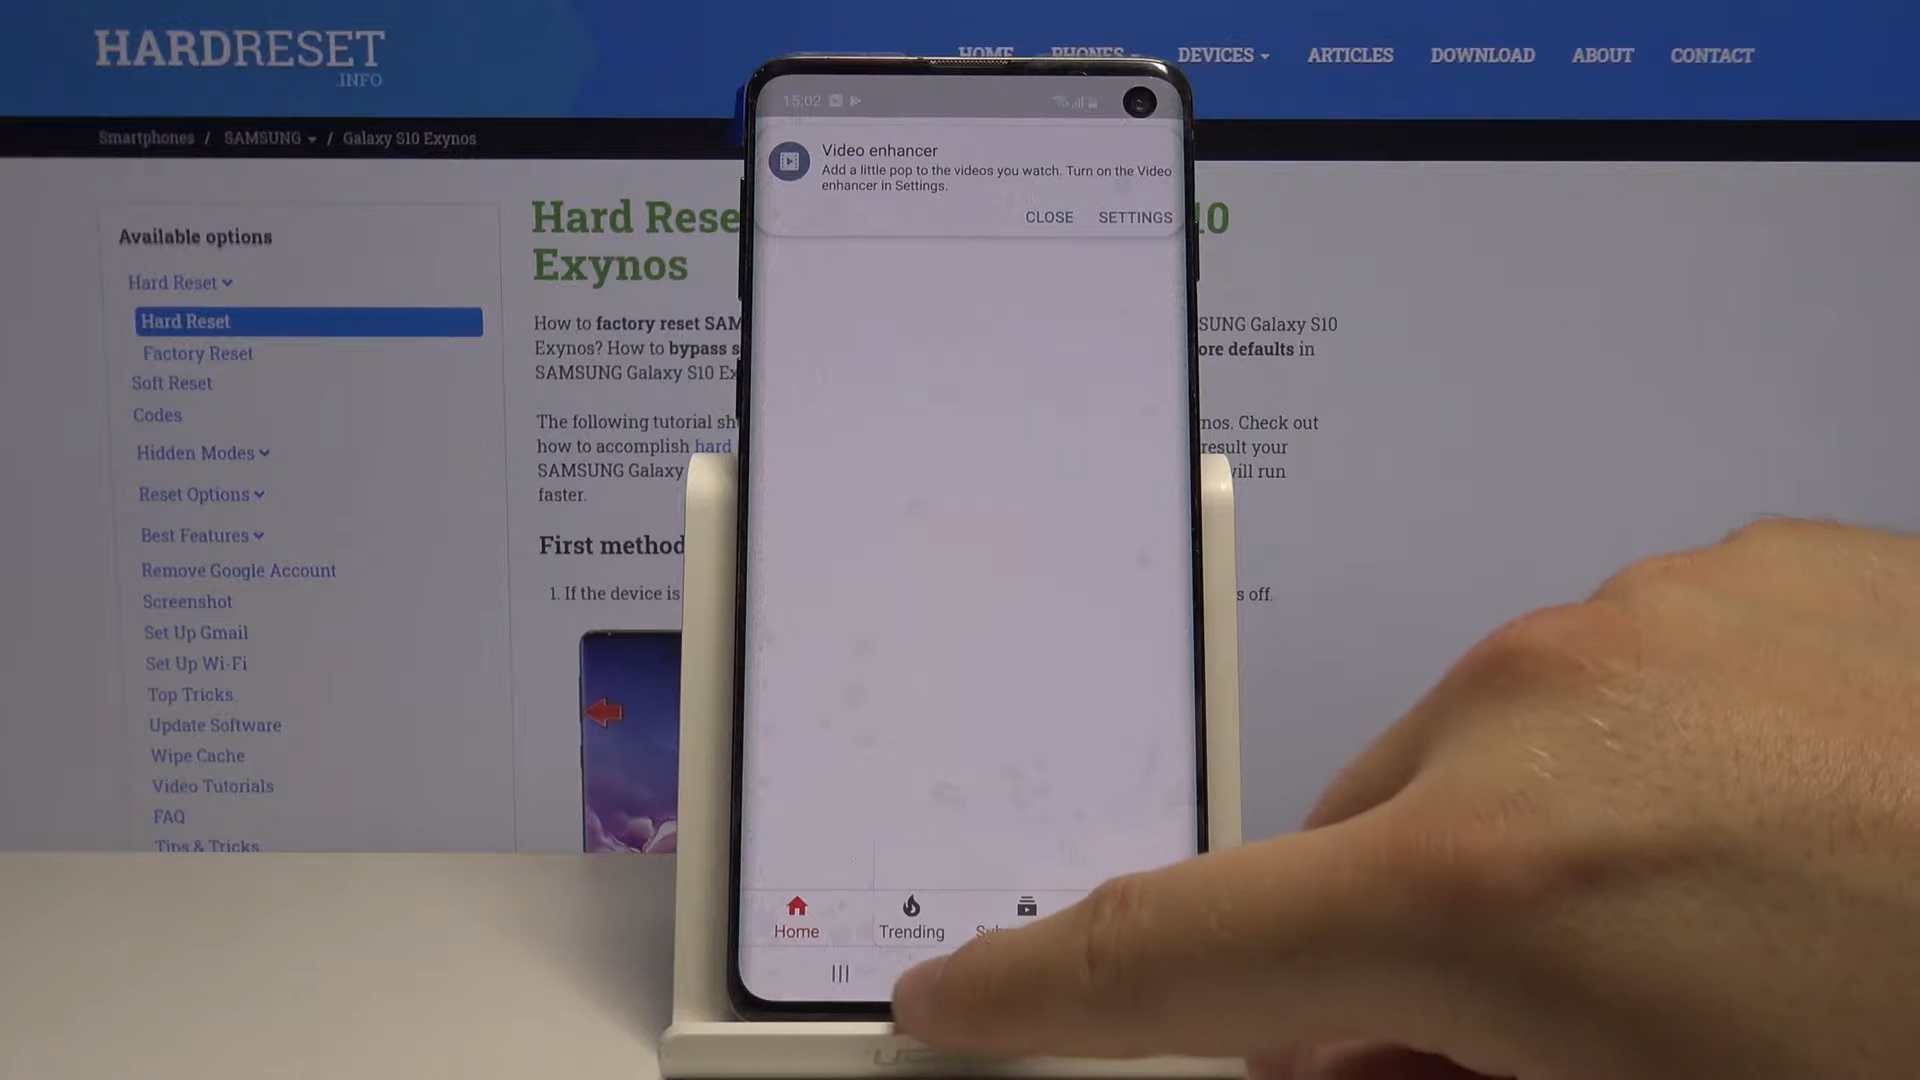 HARDRESET
.INFO
HOME PHONES DEVICES ARTICLES DOWNLOAD ABOUT CONTACT
Smartphones / SAMSUNG / Galaxy S10 Exynos
Available options
Hard Reset
Hard Reset
Factory Reset
Soft Reset
Codes
Hidden Modes
Reset Options
Best Features
Remove Google Account
Screenshot
Set Up Gmail
Set Up Wi-Fi
Top Tricks
Update Software
Wipe Cache
Video Tutorials
FAQ
Tips & Tricks
Hard Rese 10
Exynos
How to factory reset SAM SUNG Galaxy S10
Exynos? How to bypass s ore defaults in
SAMSUNG Galaxy S10 Ex
The following tutorial sh nos. Check out
how to accomplish hard result your
SAMSUNG Galaxy will run
faster.
First method
1. If the device is s off.
15:02
Video enhancer
Add a little pop to the videos you watch. Turn on the Video
enhancer in Settings.
CLOSE SETTINGS
Home Trending